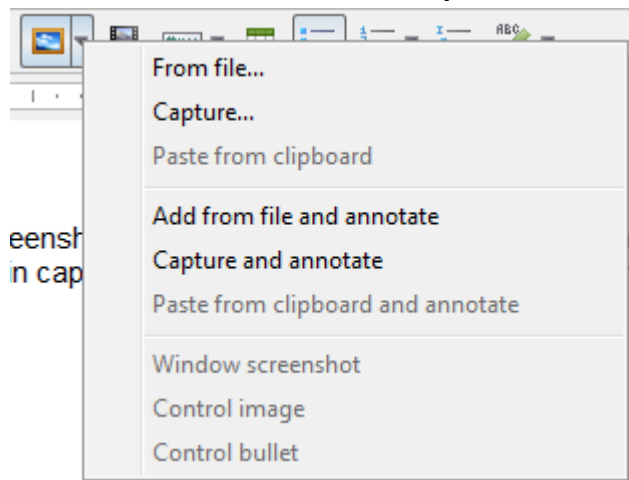 ABC
From file...
Capture...
Paste from clipboard
Add from file and annotate
eensh
Capture and annotate
in cap
Paste from clipboard and annotate
Window screenshot
Control image
Control bullet